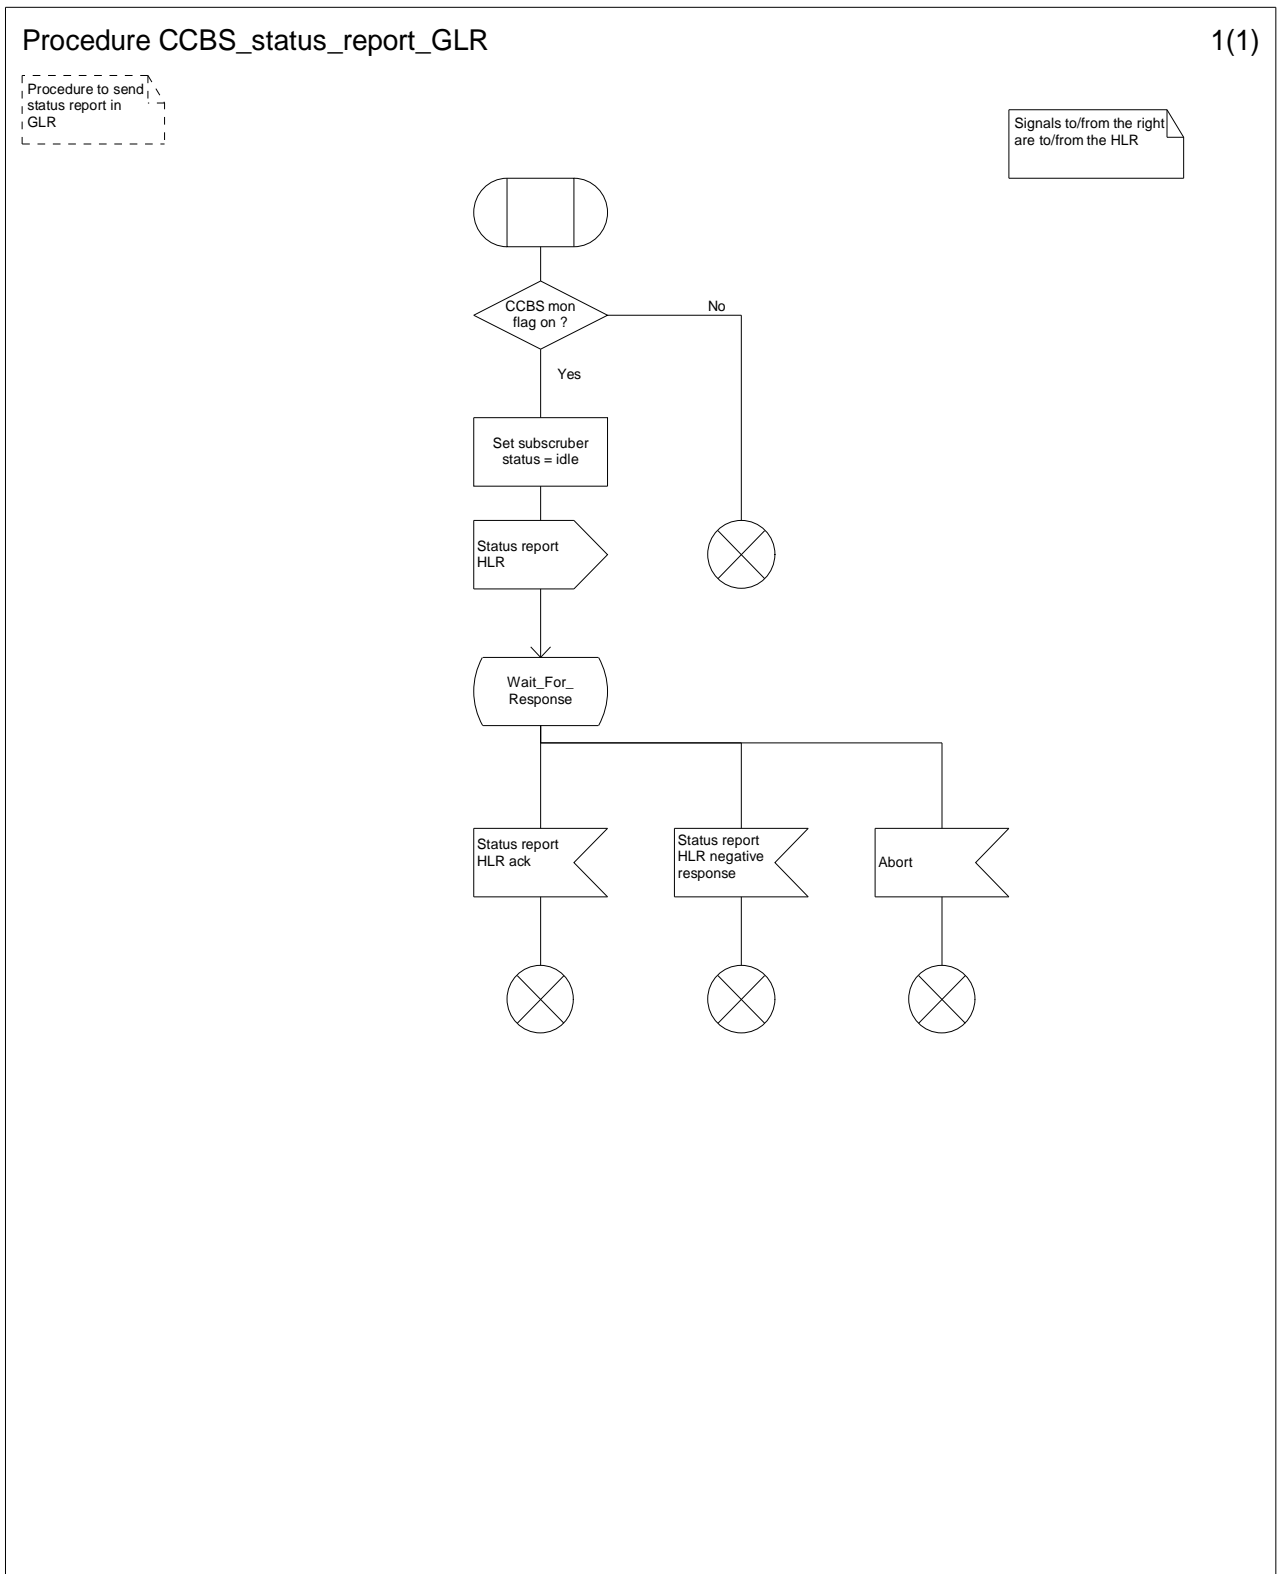 Procedure CCBS_status_report_GLR
1(1)
Procedure to send
status report in
GLR
Signals to/from the right
are to/from the HLR
CCBS mon
flag on ?
No
Yes
Set subscruber
status = idle
Status report
HLR
Wait_For_
Response
Status report
HLR ack
Status report
HLR negative
response
Abort